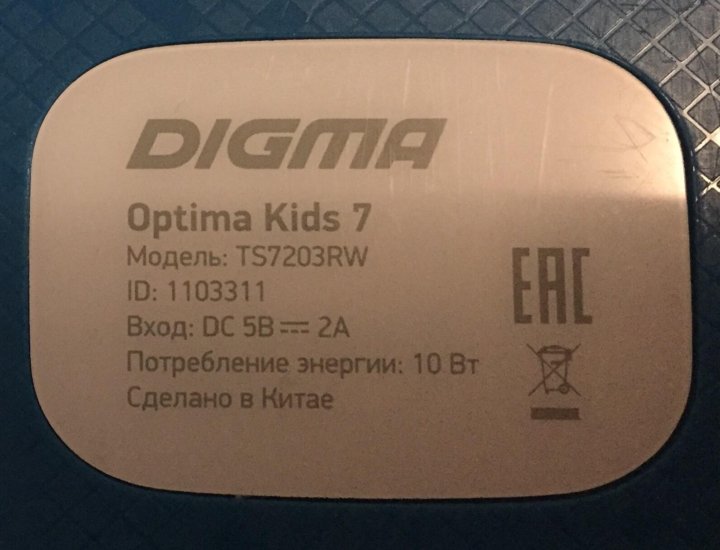 DIGMA
Optima Kids 7
Модель: TS7203RW
ID: 1103311
Вход: DC 5В ⎓ 2А
Потребление энергии: 10 Вт
Сделано в Китае
EAC